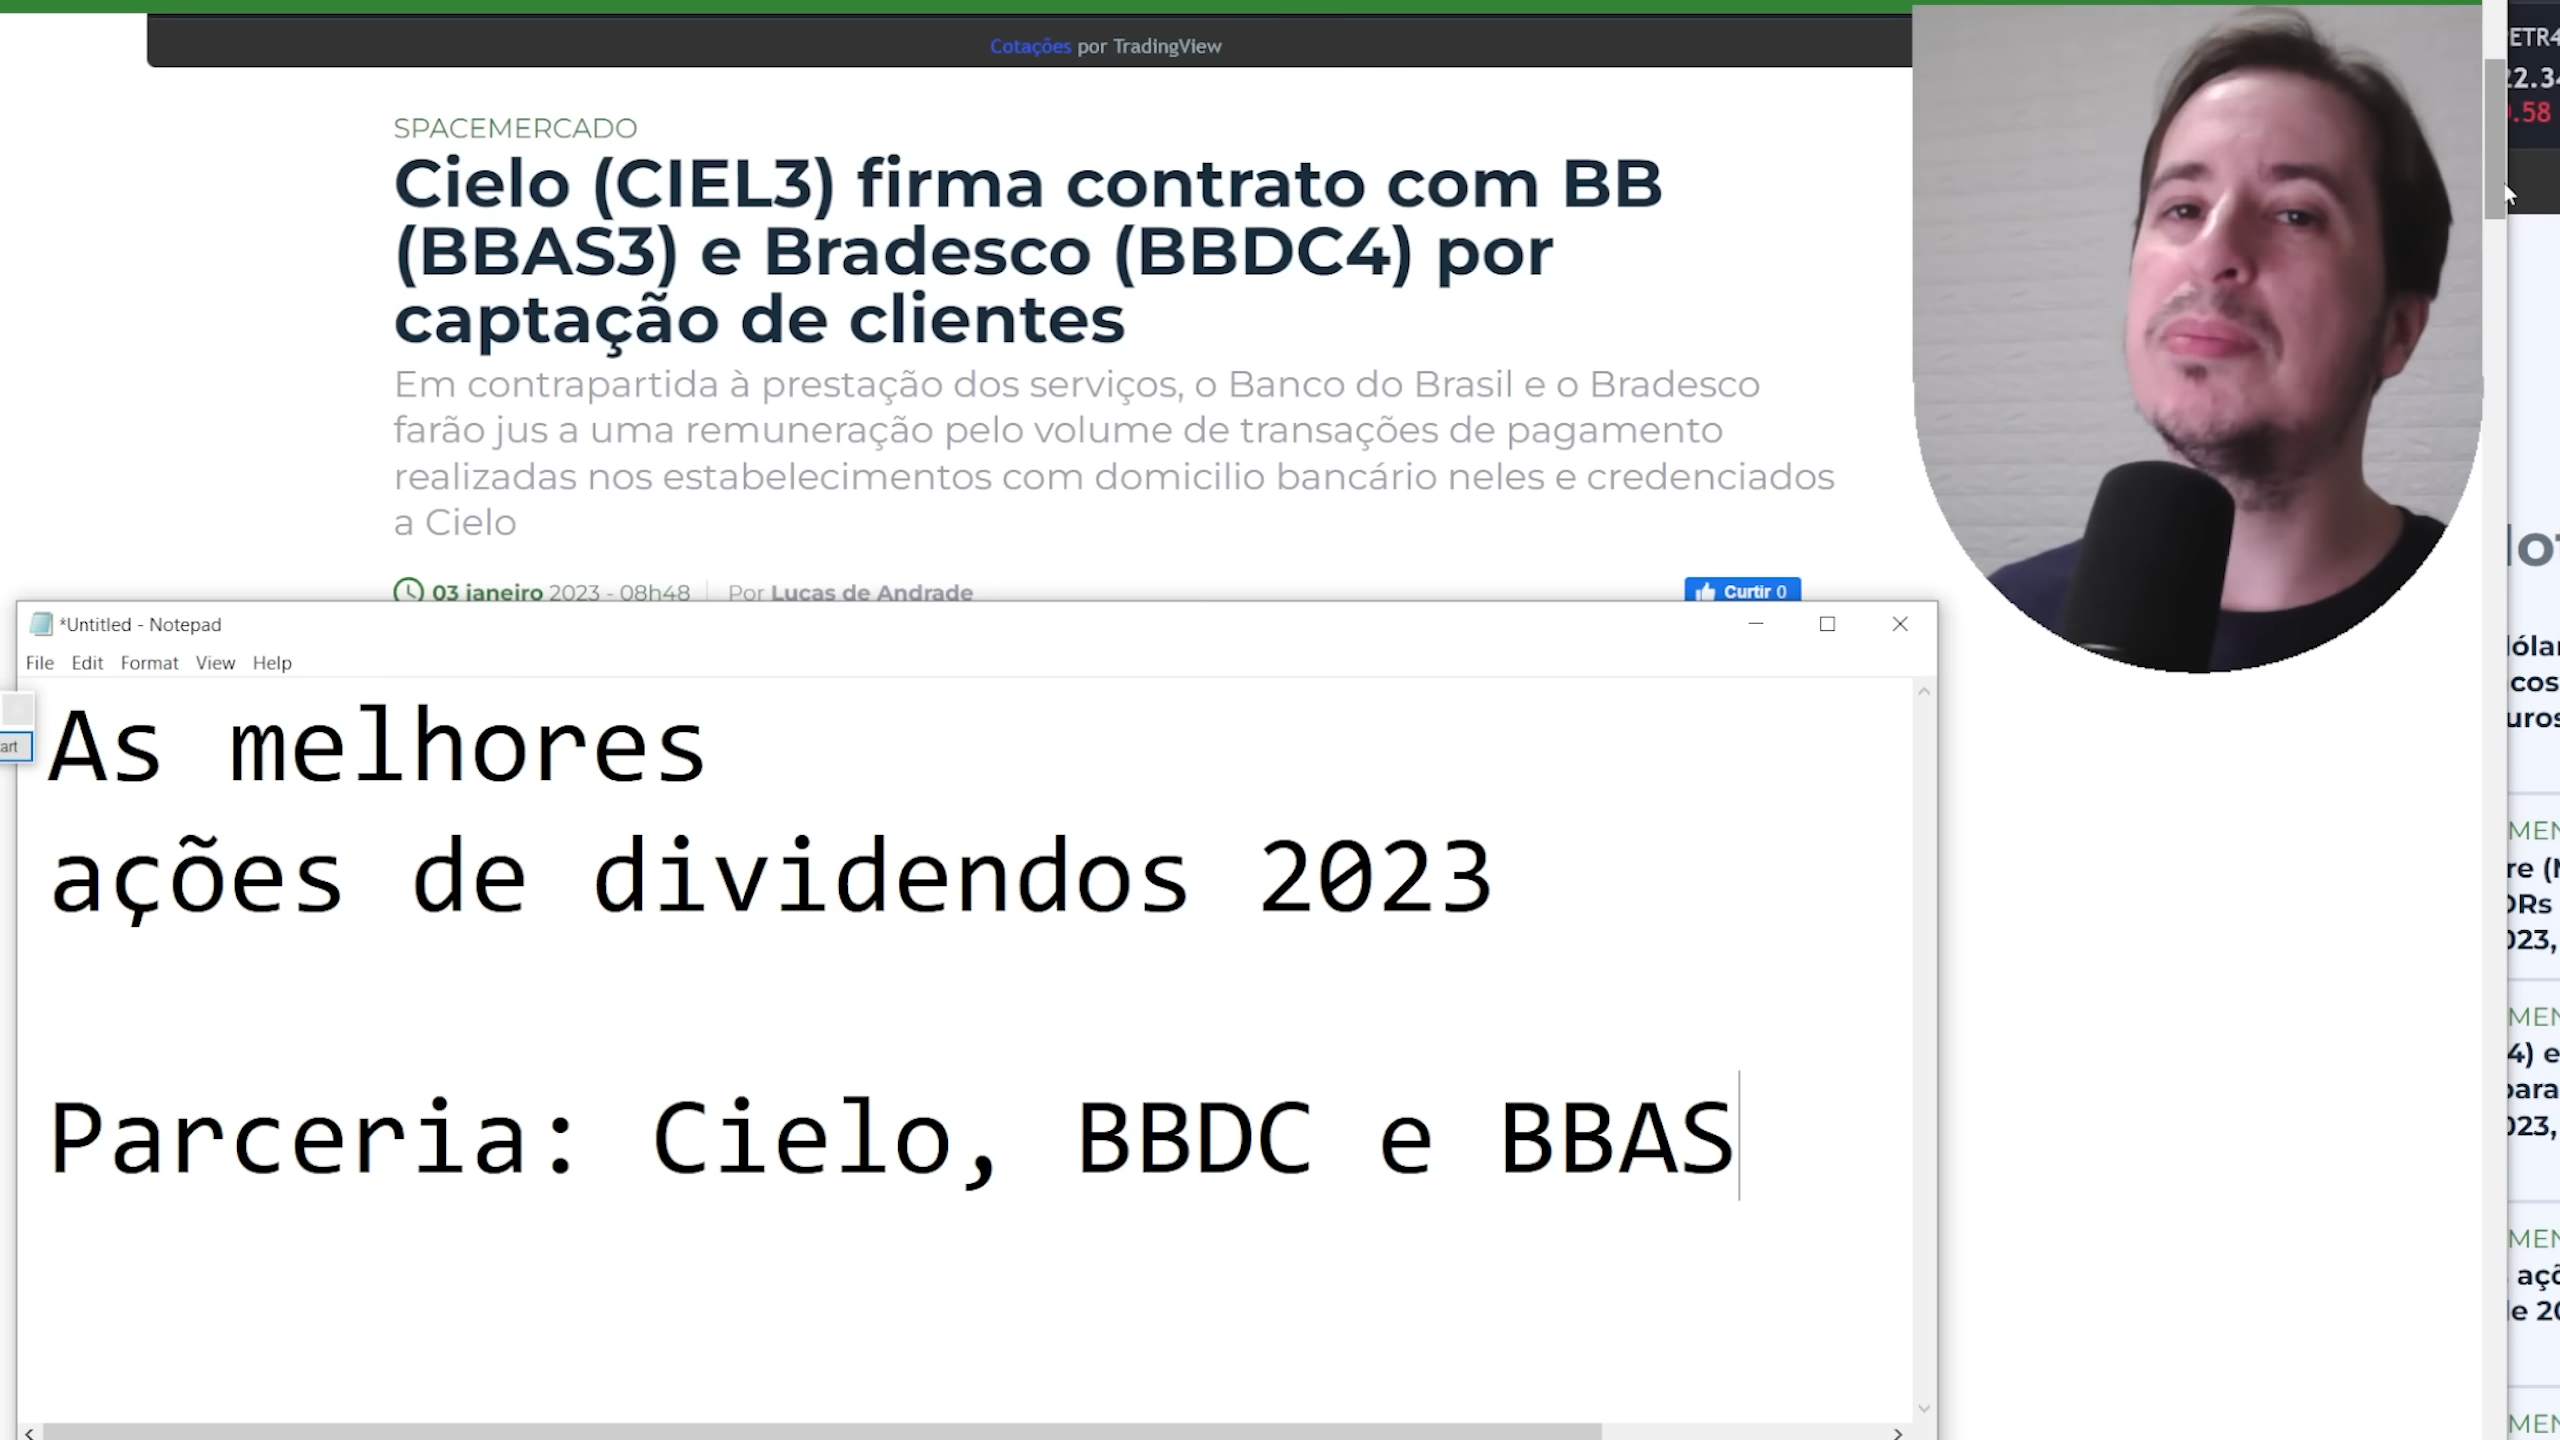 Cotações por TradingView
SPACEMERCADO
Cielo (CIEL3) firma contrato com BB
(BBAS3) e Bradesco (BBDC4) por
captação de clientes
Em contrapartida à prestação dos serviços, o Banco do Brasil e o Bradesco
farão jus a uma remuneração pelo volume de transações de pagamento
realizadas nos estabelecimentos com domicilio bancário neles e credenciados
a Cielo
03 janeiro 2023 - 08h48 Por Lucas de Andrade
Curtir 0
*Untitled - Notepad
File Edit Format View Help
As melhores
ações de dividendos 2023
Parceria: Cielo, BBDC e BBAS